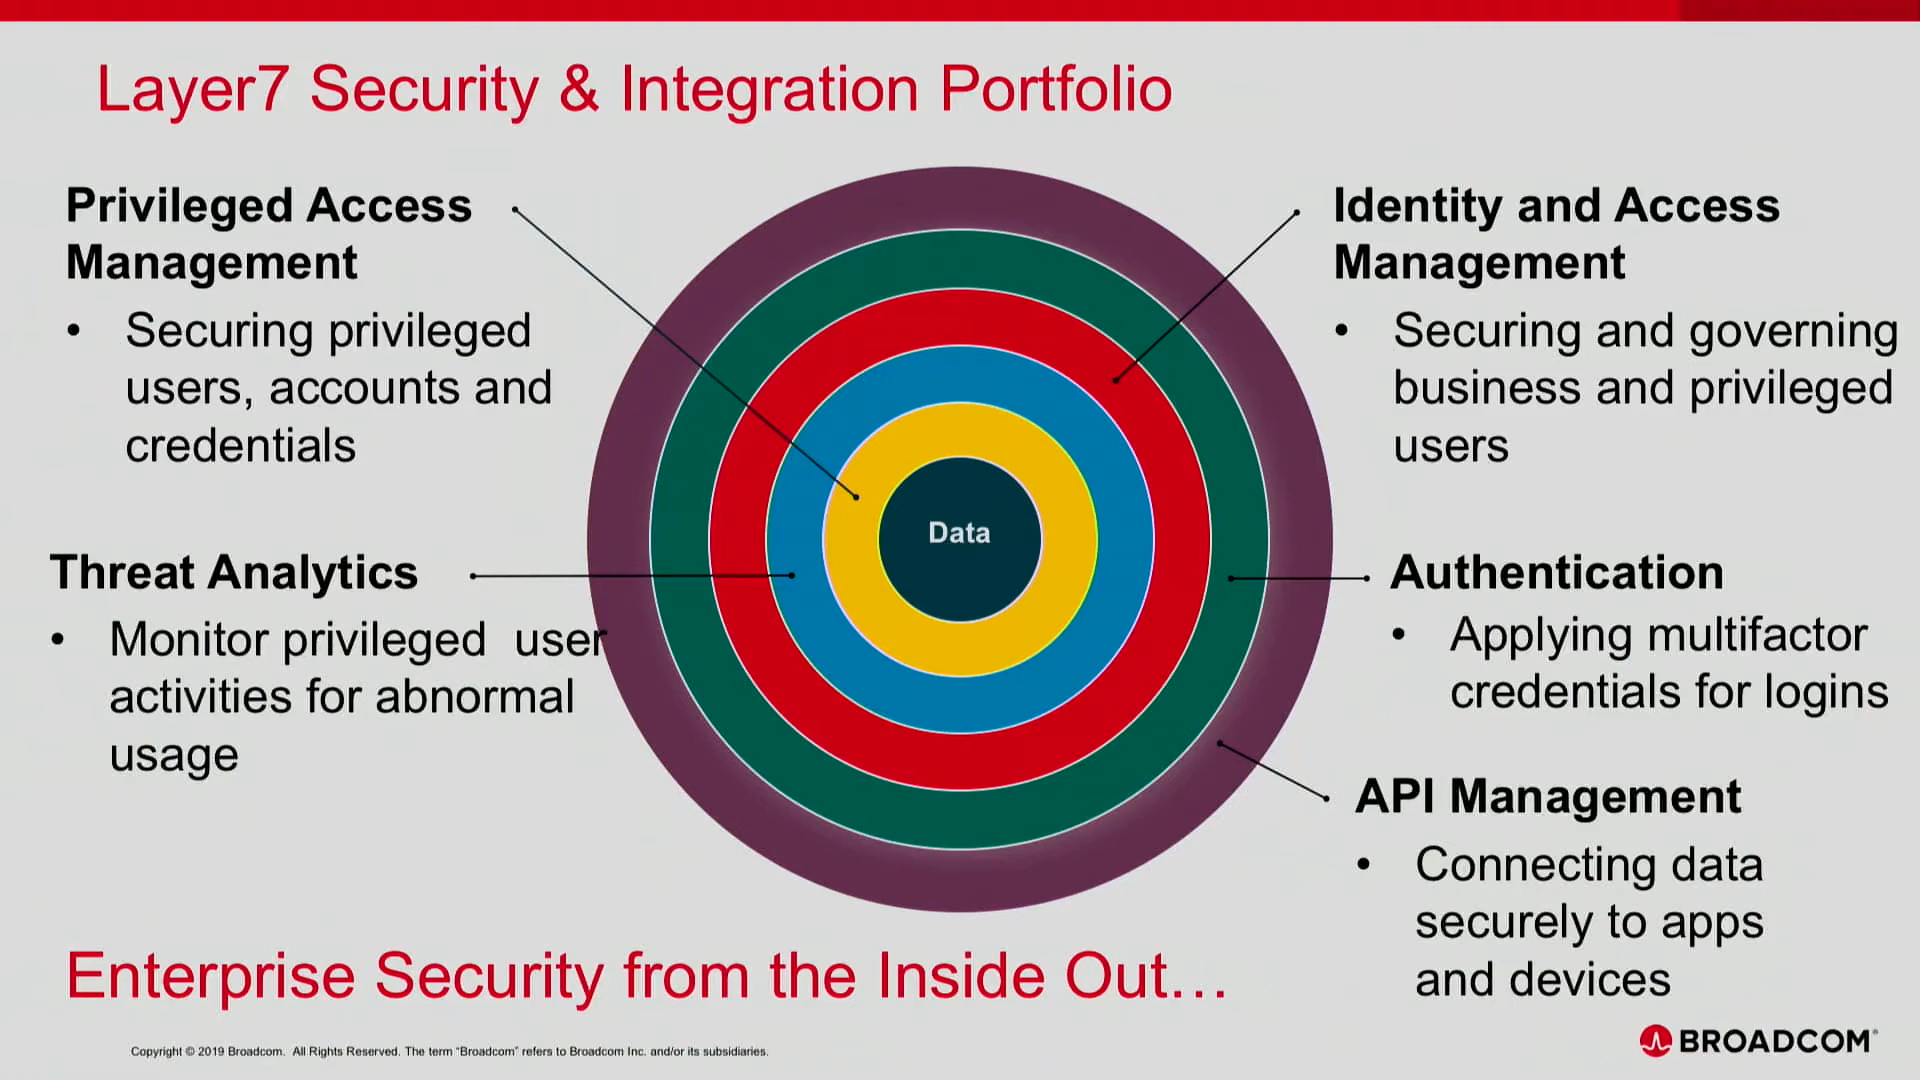 Layer7 Security & Integration Portfolio
Privileged Access
Management
• Securing privileged
users, accounts and
credentials
Threat Analytics
• Monitor privileged  user
activities for abnormal
usage
Data
Identity and Access
Management
• Securing and governing
business and privileged
users
Authentication
• Applying multifactor
credentials for logins
API Management
• Connecting data
securely to apps
and devices
Enterprise Security from the Inside Out…
Copyright © 2019 Broadcom.  All Rights Reserved. The term “Broadcom” refers to Broadcom Inc. and/or its subsidiaries.
BROADCOM®